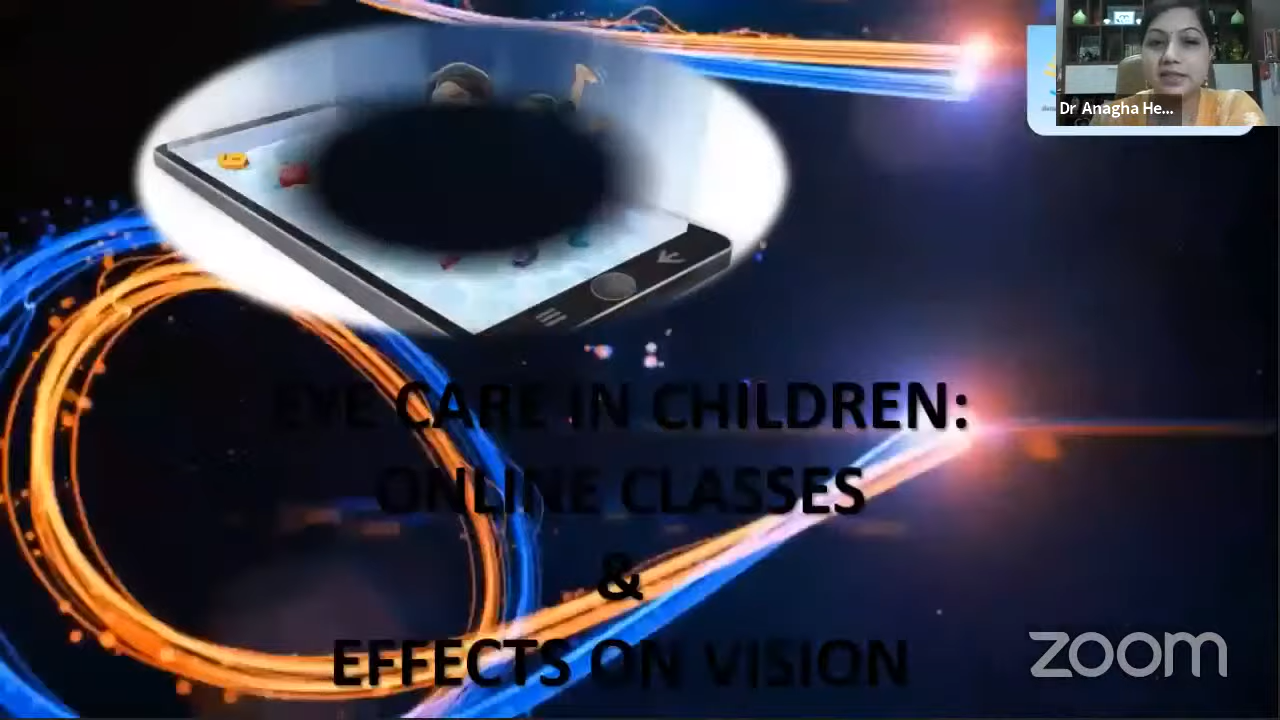 Dr Anagha He...
EYE CARE IN CHILDREN:
ONLINE CLASSES
&
EFFECTS ON VISION
zoom